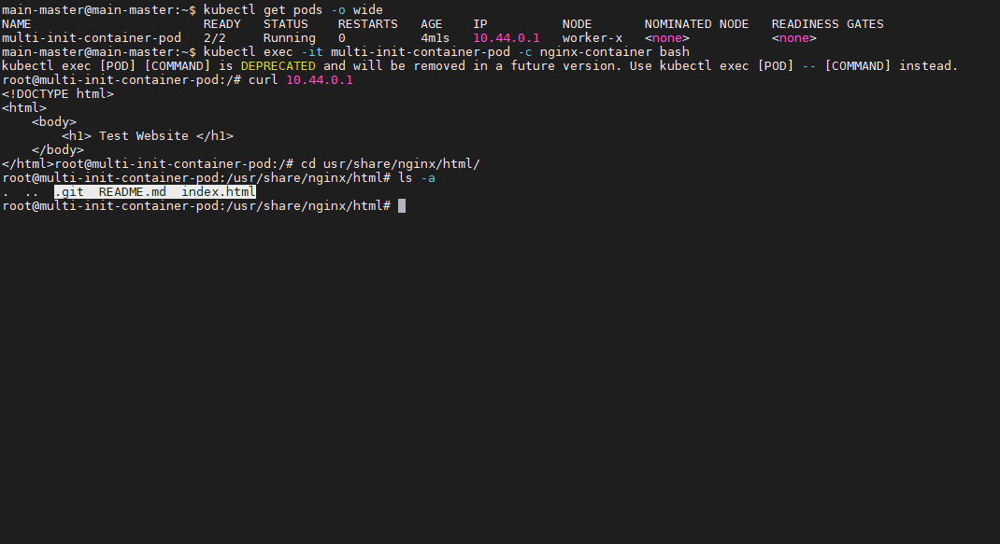 main-master@main-master:~$ kubectl get pods -o wide
NAME                       READY   STATUS    RESTARTS   AGE    IP          NODE       NOMINATED NODE   READINESS GATES
multi-init-container-pod   2/2     Running   0          4m1s   10.44.0.1   worker-x   <none>           <none>
main-master@main-master:~$ kubectl exec -it multi-init-container-pod -c nginx-container bash
kubectl exec [POD] [COMMAND] is DEPRECATED and will be removed in a future version. Use kubectl exec [POD] -- [COMMAND] instead.
root@multi-init-container-pod:/# curl 10.44.0.1
<!DOCTYPE html>
<html>
    <body>
        <h1> Test Website </h1>
    </body>
</html>root@multi-init-container-pod:/# cd usr/share/nginx/html/
root@multi-init-container-pod:/usr/share/nginx/html# ls -a
.  ..  .git  README.md  index.html
root@multi-init-container-pod:/usr/share/nginx/html#